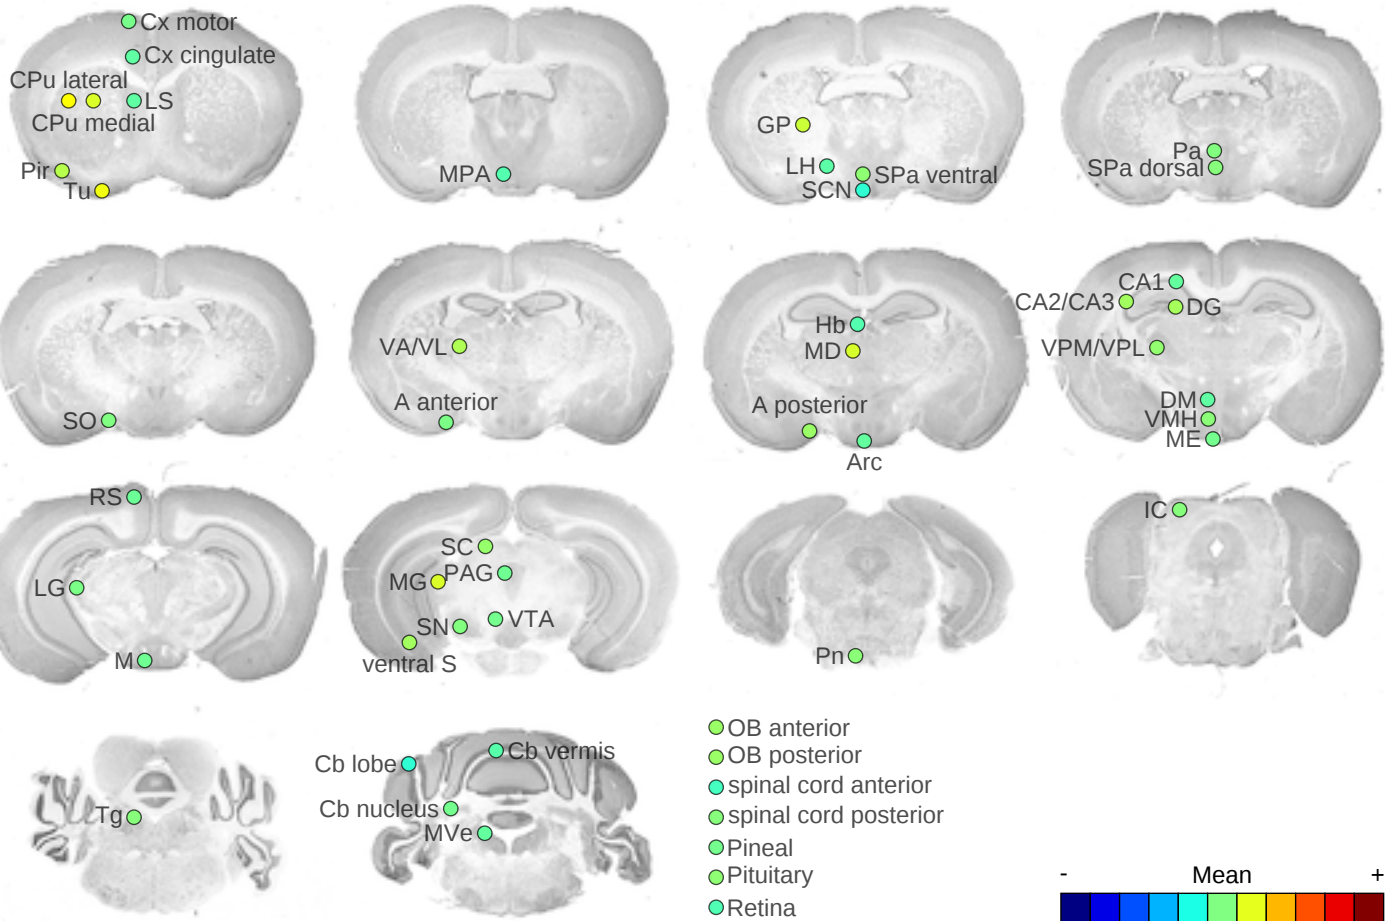 Cx motor
Cx cingulate
CPu lateral
LS
CPu medial
Pir
Tu
MPA
GP
LH
SPa ventral
SCN
Pa
SPa dorsal
SO
VA/VL
A anterior
Hb
MD
A posterior
Arc
CA1
CA2/CA3
DG
VPM/VPL
DM
VMH
ME
RS
LG
M
SC
MG
PAG
SN
VTA
ventral S
Pn
IC
Tg
Cb lobe
Cb vermis
Cb nucleus
MVe
OB anterior
OB posterior
spinal cord anterior
spinal cord posterior
Pineal
Pituitary
Retina
- Mean +